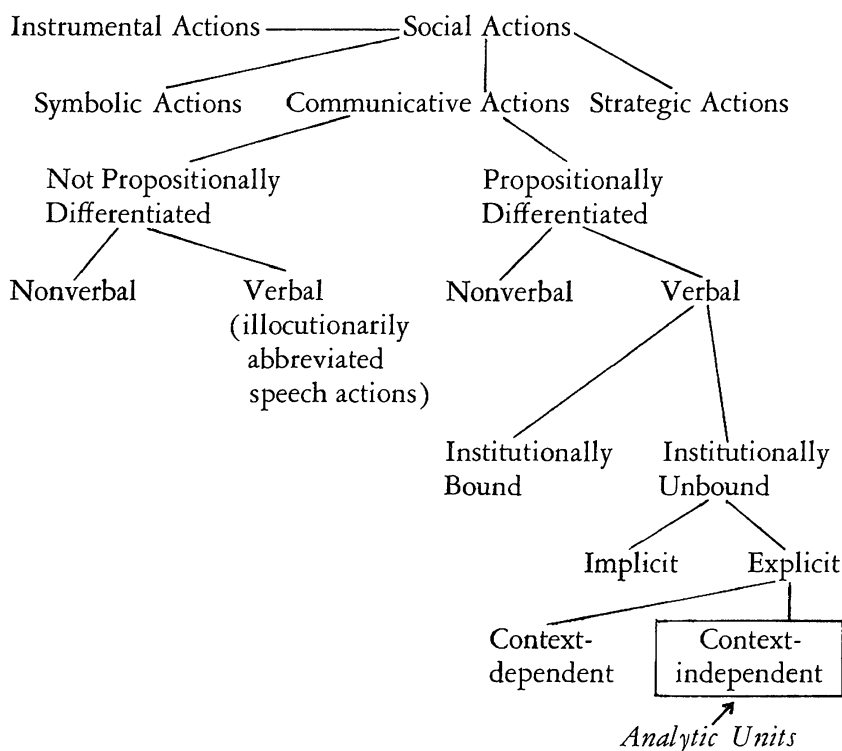 Instrumental Actions Social Actions
Symbolic Actions Communicative Actions Strategic Actions
Not Propositionally Propositionally
Differentiated Differentiated
Nonverbal Verbal Nonverbal Verbal
(illocutionarily
abbreviated
speech actions)
Institutionally Institutionally
Bound Unbound
Implicit Explicit
Context- Context-
dependent independent
Analytic Units